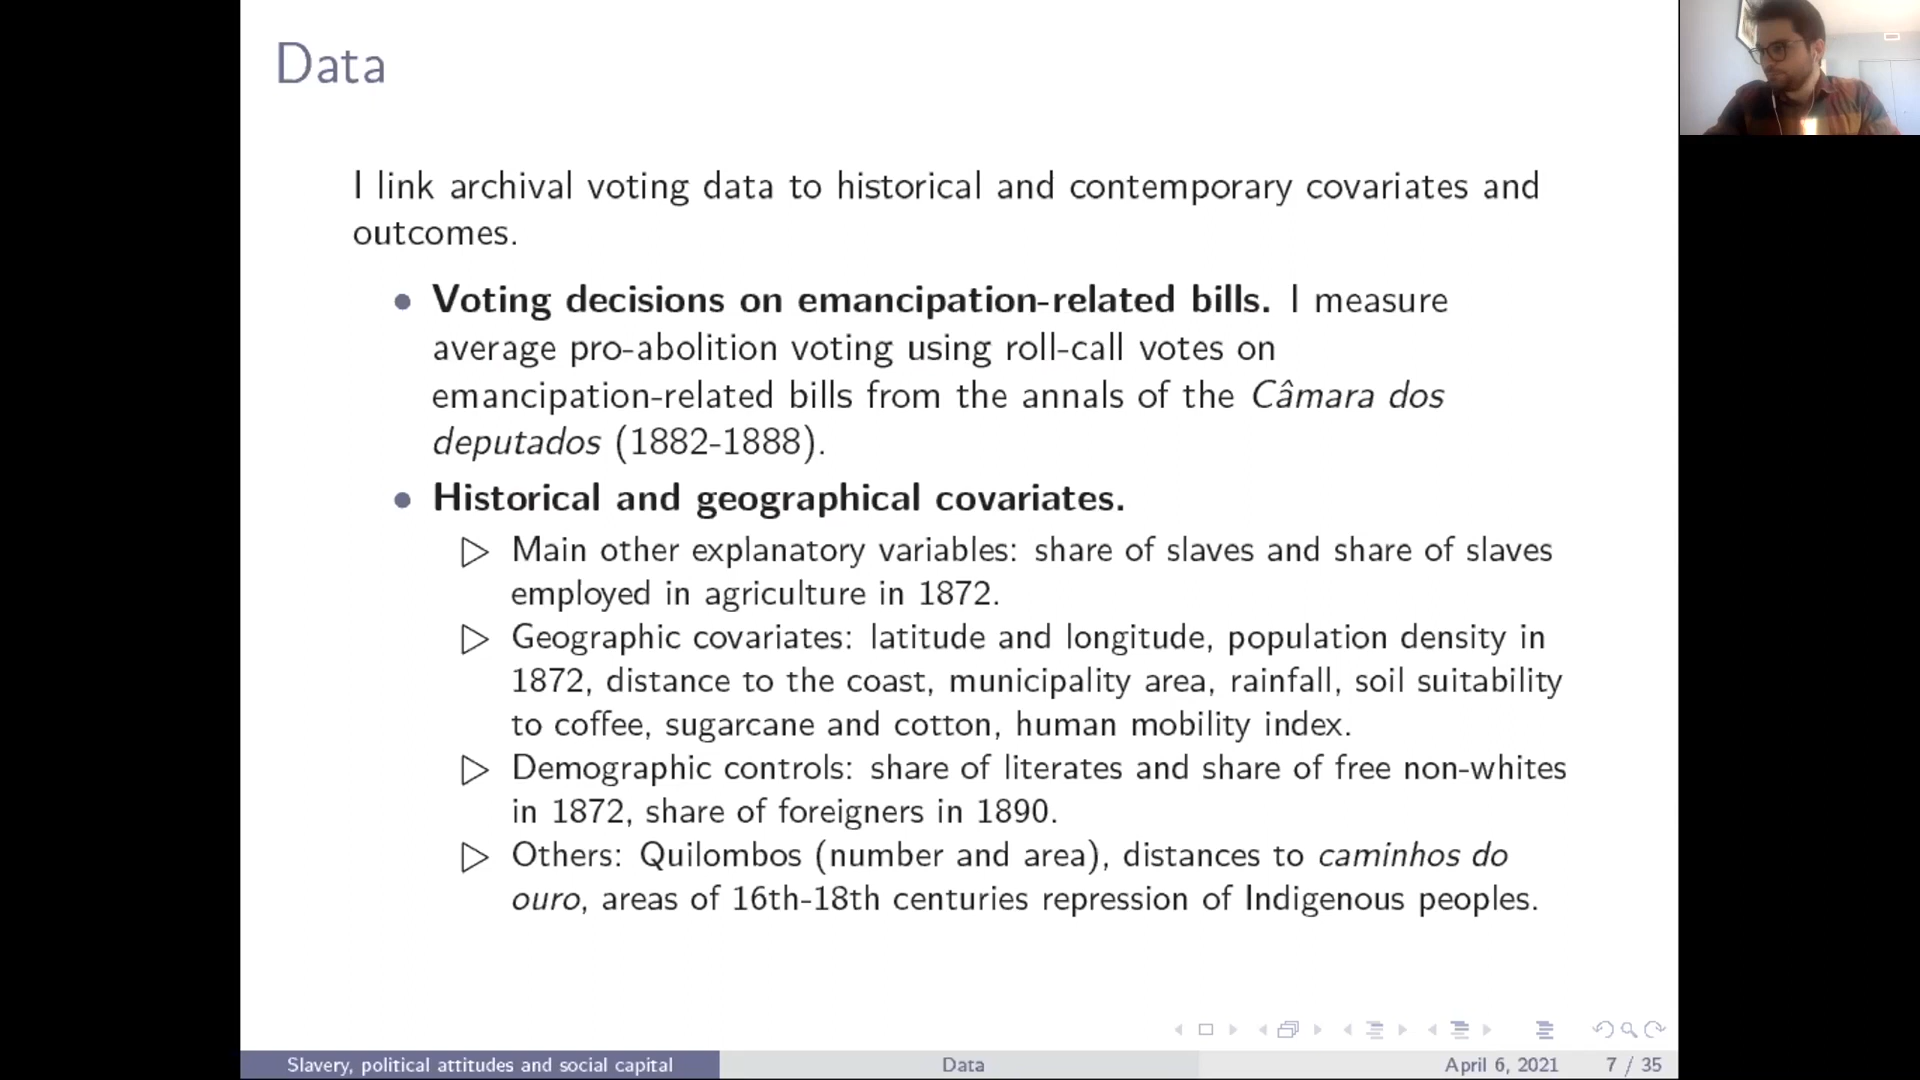 Data
I link archival voting data to historical and contemporary covariates and
outcomes.
• Voting decisions on emancipation-related bills. I measure
average pro-abolition voting using roll-call votes on
emancipation-related bills from the annals of the Câmara dos
deputados (1882-1888).
• Historical and geographical covariates.
▷ Main other explanatory variables: share of slaves and share of slaves
employed in agriculture in 1872.
▷ Geographic covariates: latitude and longitude, population density in
1872, distance to the coast, municipality area, rainfall, soil suitability
to coffee, sugarcane and cotton, human mobility index.
▷ Demographic controls: share of literates and share of free non-whites
in 1872, share of foreigners in 1890.
▷ Others: Quilombos (number and area), distances to caminhos do
ouro, areas of 16th-18th centuries repression of Indigenous peoples.
Slavery, political attitudes and social capital
Data
April 6, 2021
7 / 35